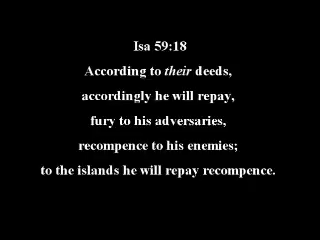 Isa 59:18
According to their deeds,
accordingly he will repay,
fury to his adversaries,
recompence to his enemies;
to the islands he will repay recompence.